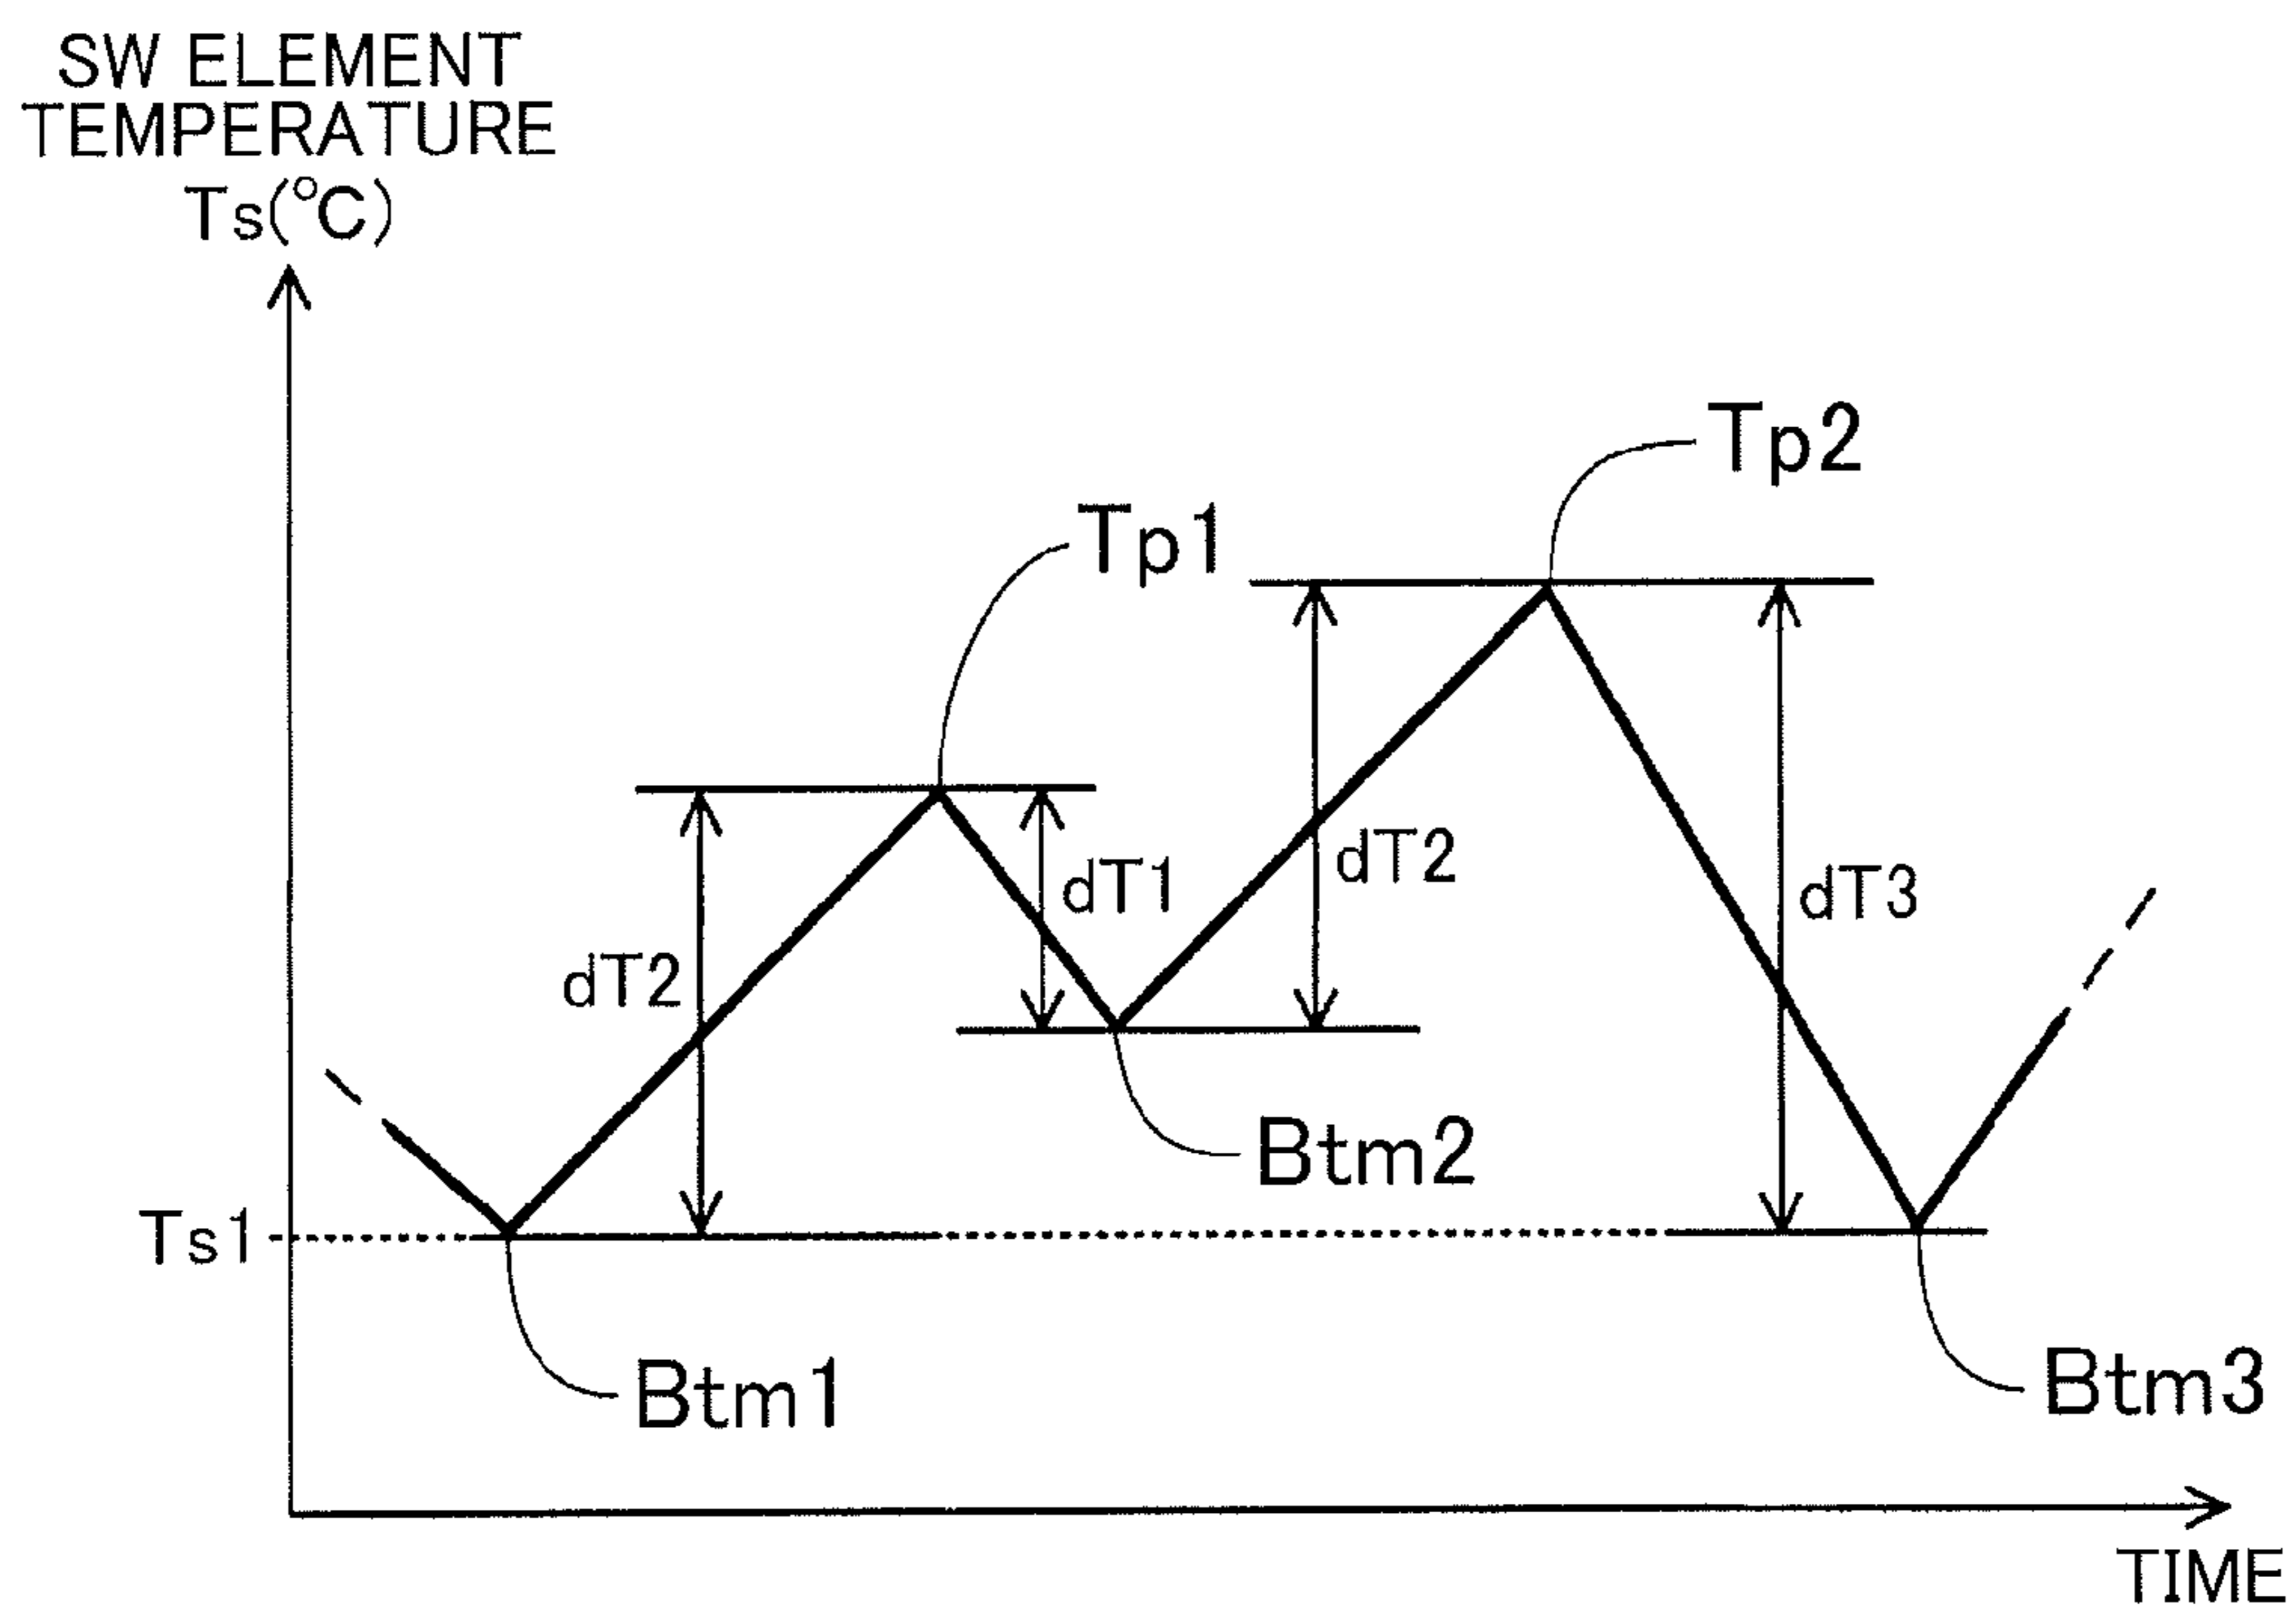 SW ELEMENT
TEMPERATURE
Ts(°C)
Tp2
Tp1
dT2
dT1
dT3
dT2
Btm2
Ts1
Btm1
Btm3
TIME